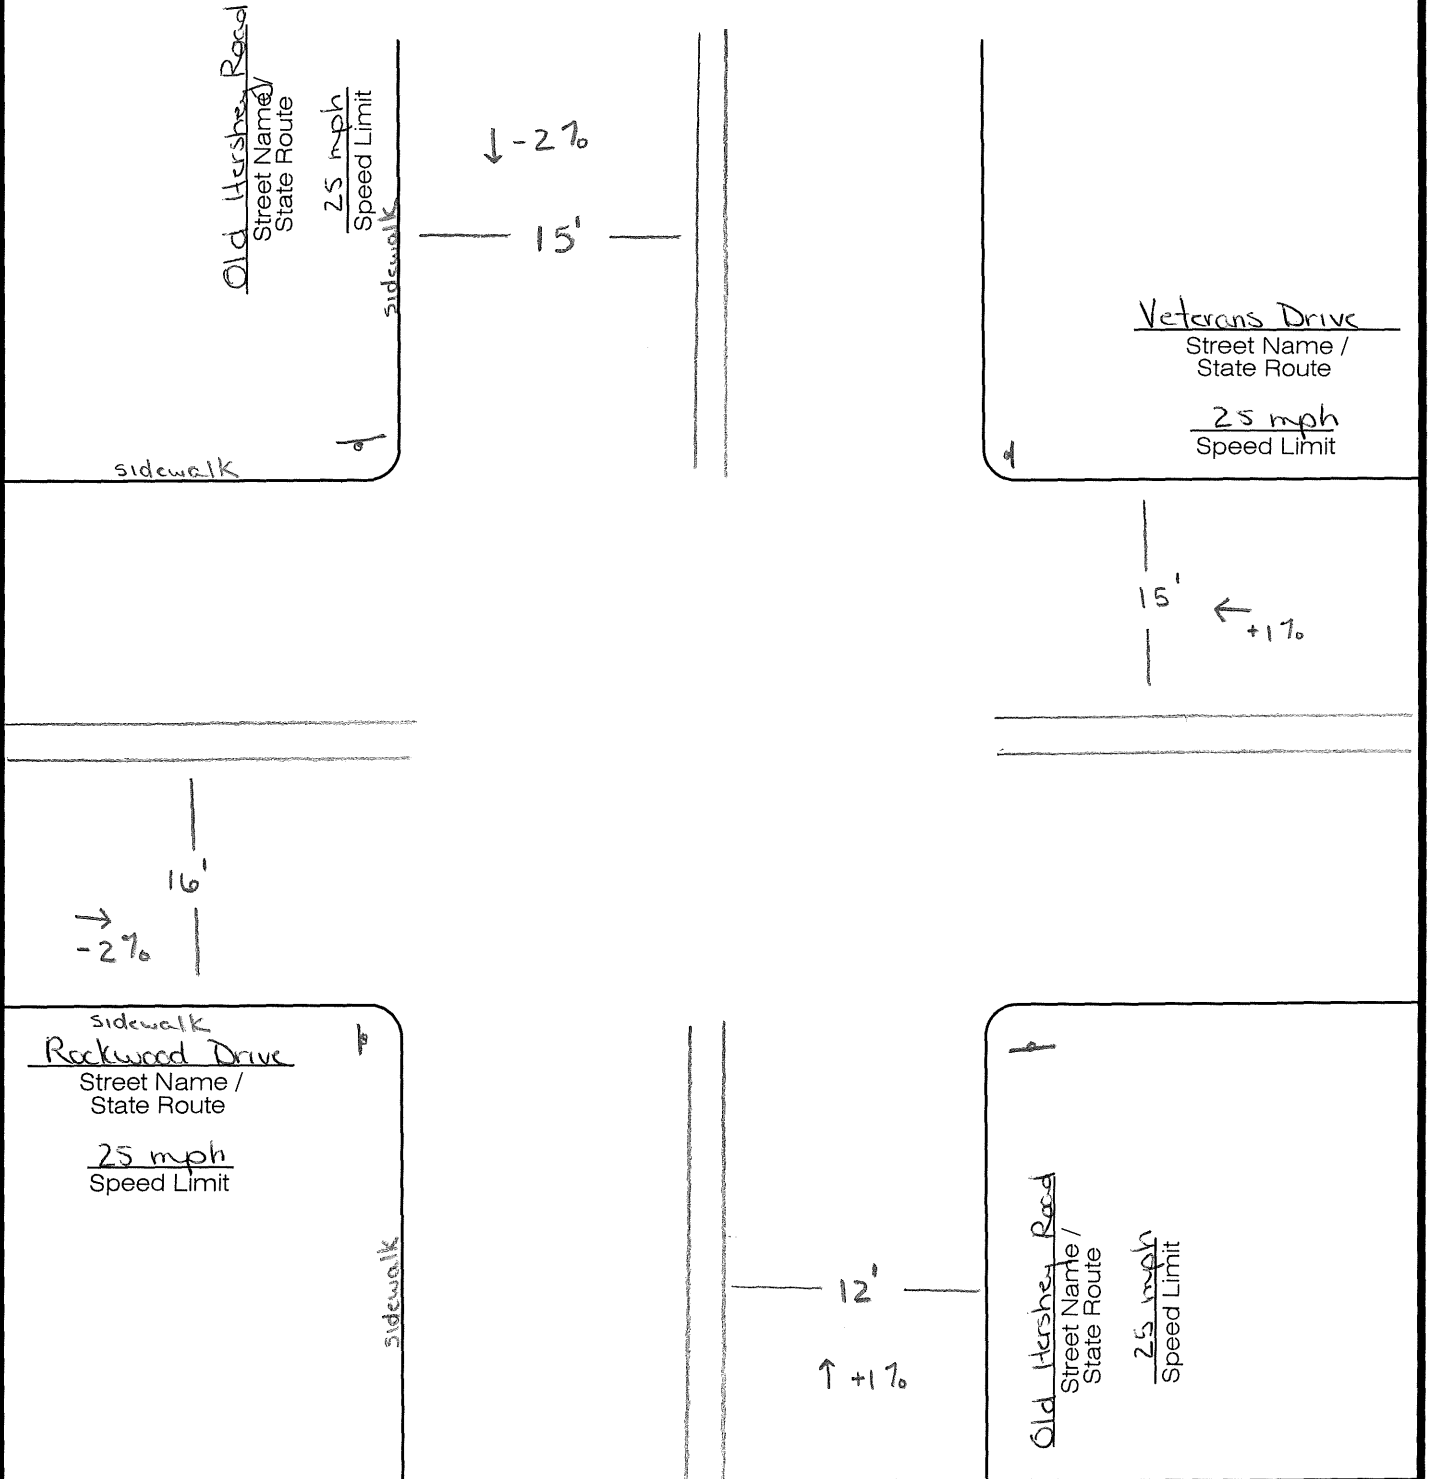 Old Hershey Road
Street Name /
State Route
25 mph
Speed Limit
sidewalk
↓ -2%
15'
sidewalk
Veterans Drive
Street Name /
State Route
25 mph
Speed Limit
15'
← +1%
16'
→
-2%
sidewalk
Rockwood Drive
Street Name /
State Route
25 mph
Speed Limit
sidewalk
12'
↑ +1%
Old Hershey Road
Street Name /
State Route
25 mph
Speed Limit